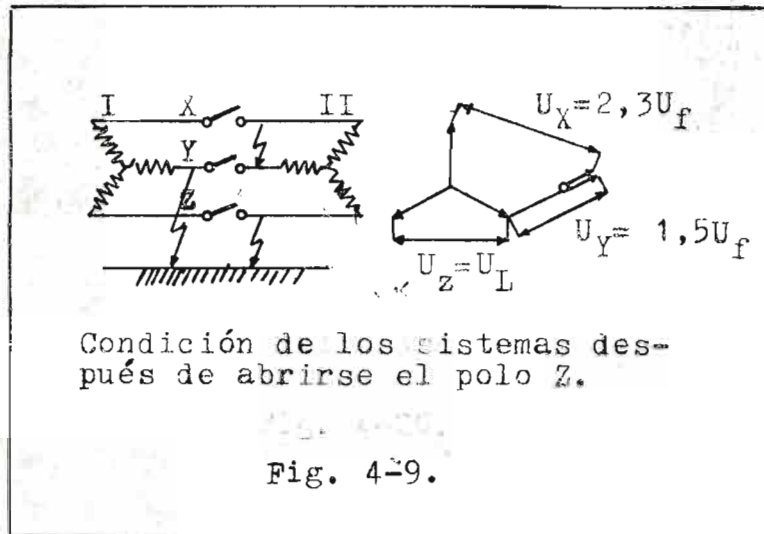 I X II
Y
Z
U_X=2,3U_f
U_Y= 1,5U_f
U_z=U_L
Condición de los sistemas des-
pués de abrirse el polo Z.
Fig. 4-9.